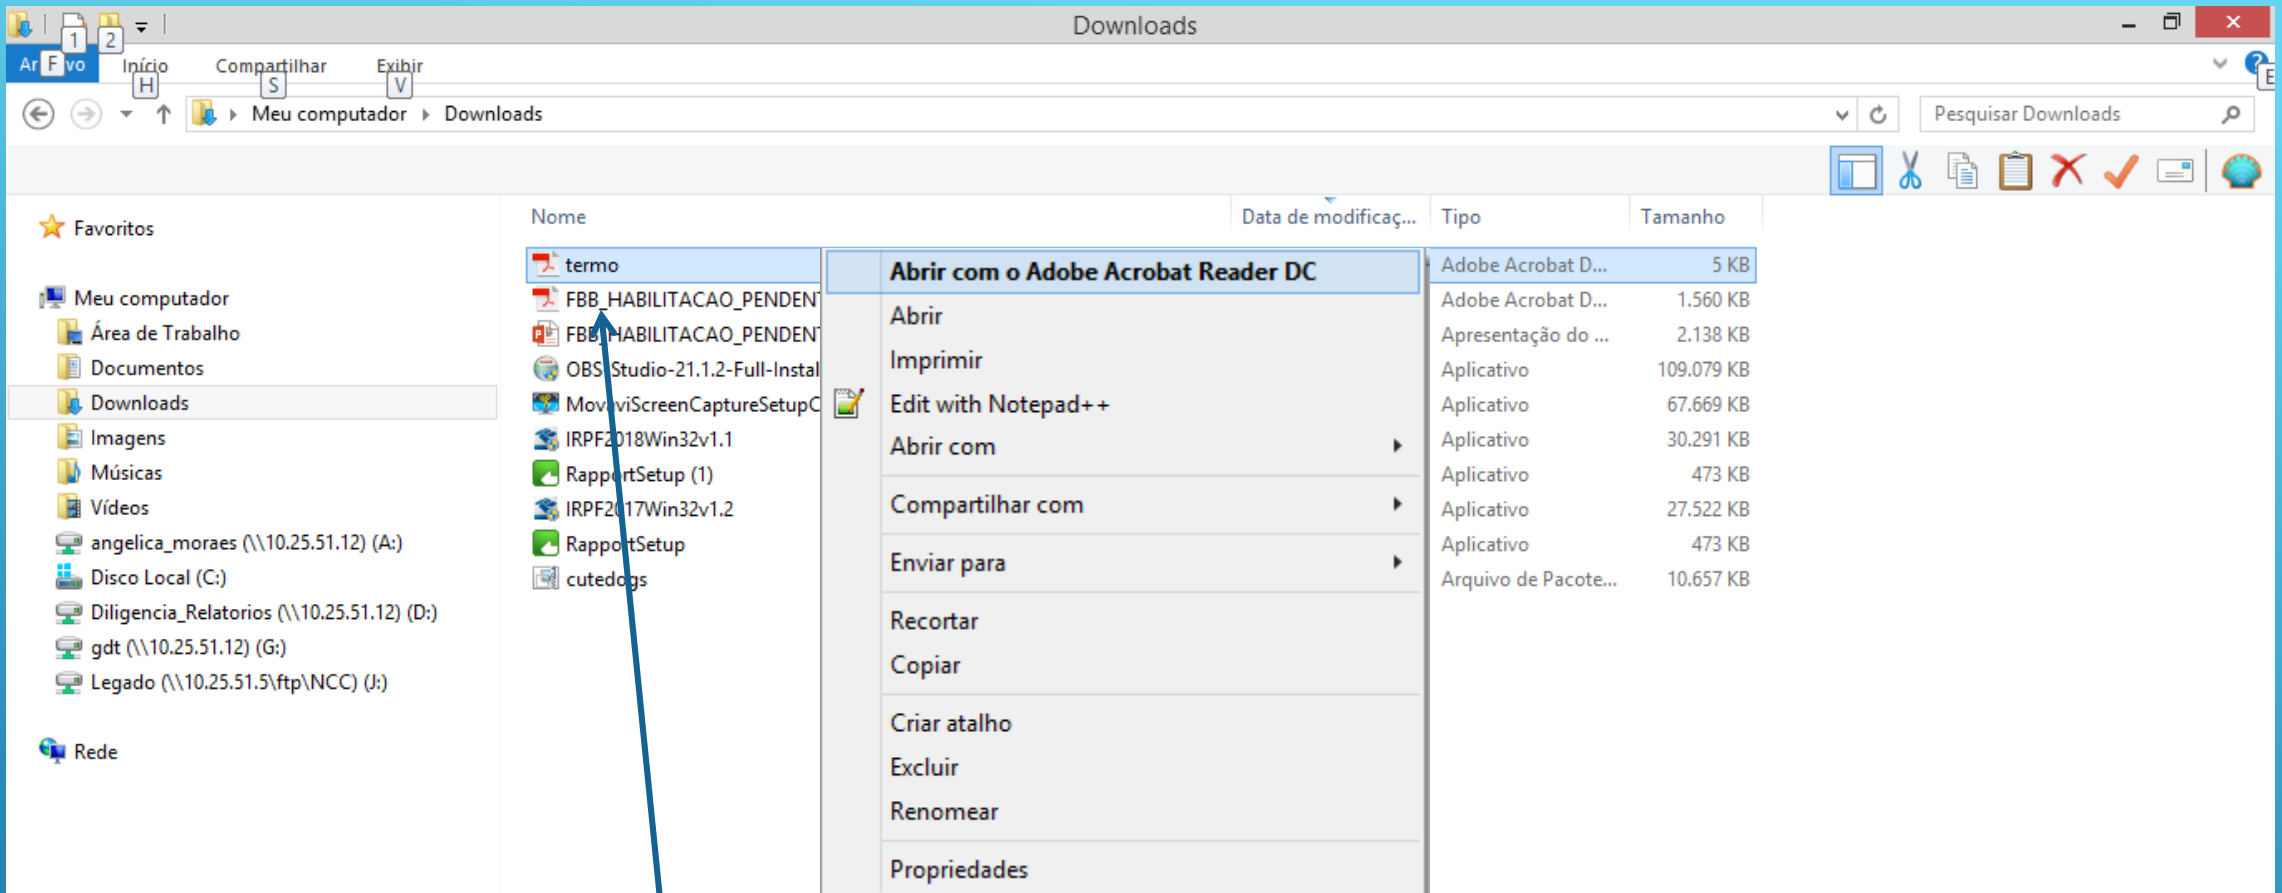 Downloads
1
2
Ar F vo
Início
Compartilhar
Exibir
H
S
V
E
Meu computador
Downloads
Pesquisar Downloads
Nome
Data de modificaç...
Tipo
Tamanho
Favoritos
Meu computador
Área de Trabalho
Documentos
Downloads
Imagens
Músicas
Vídeos
angelica_moraes (\\10.25.51.12) (A:)
Disco Local (C:)
Diligencia_Relatorios (\\10.25.51.12) (D:)
gdt (\\10.25.51.12) (G:)
Legado (\\10.25.51.5\ftp\NCC) (J:)
Rede
termo
Adobe Acrobat D...
5 KB
FBB_HABILITACAO_PENDENT
Adobe Acrobat D...
1.560 KB
FBB_HABILITACAO_PENDENT
Apresentação do ...
2.138 KB
OBS-Studio-21.1.2-Full-Instal
Aplicativo
109.079 KB
MovaviScreenCaptureSetupC
Aplicativo
67.669 KB
IRPF2018Win32v1.1
Aplicativo
30.291 KB
RapportSetup (1)
Aplicativo
473 KB
IRPF2017Win32v1.2
Aplicativo
27.522 KB
RapportSetup
Aplicativo
473 KB
cutedogs
Arquivo de Pacote...
10.657 KB
Abrir com o Adobe Acrobat Reader DC
Abrir
Imprimir
Edit with Notepad++
Abrir com
Compartilhar com
Enviar para
Recortar
Copiar
Criar atalho
Excluir
Renomear
Propriedades